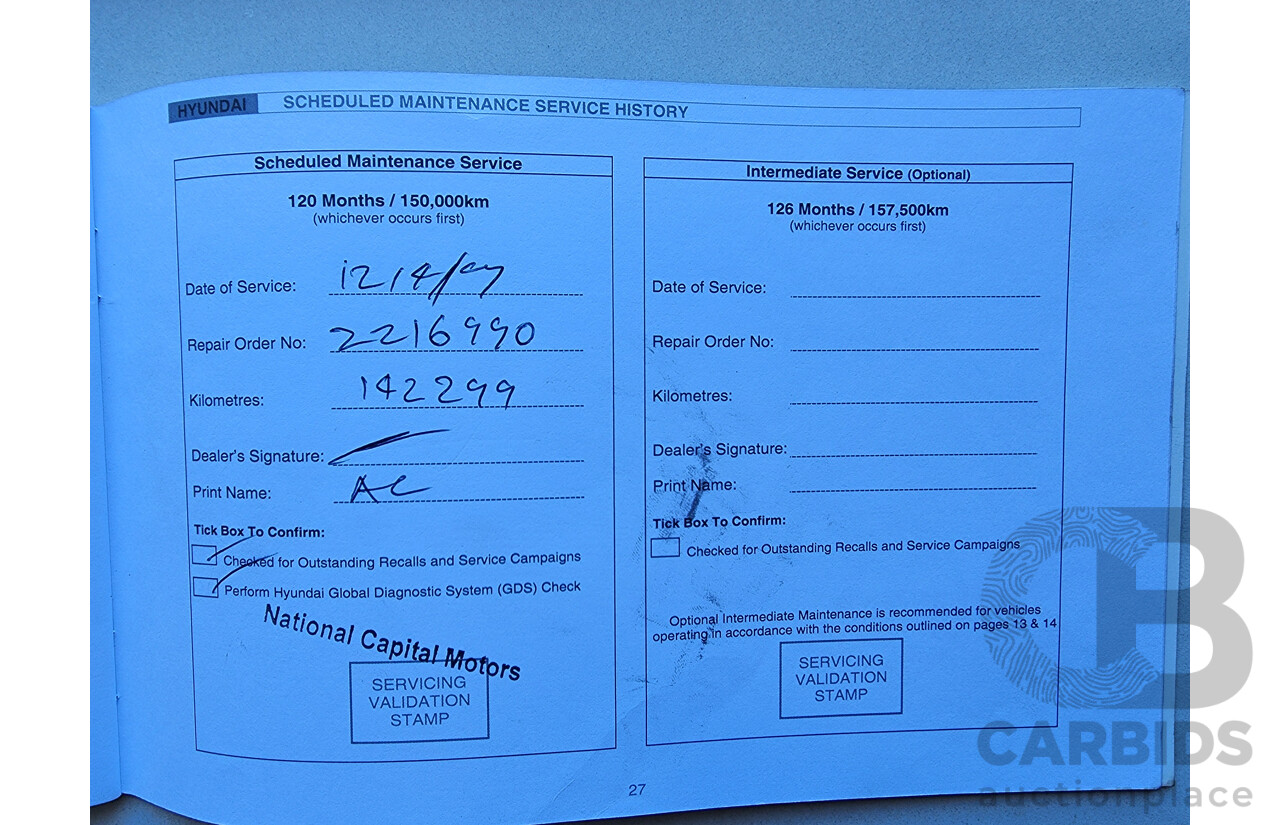 HYUNDAI SCHEDULED MAINTENANCE SERVICE HISTORY
Scheduled Maintenance Service
120 Months / 150,000km
(whichever occurs first)
Date of Service:
Repair Order No: 2216990
Kilometres: 142299
Dealer's Signature:
Print Name: AC
Tick Box To Confirm:
Checked for Outstanding Recalls and Service Campaigns
Perform Hyundai Global Diagnostic System (GDS) Check
National Capital Motors
SERVICING
VALIDATION
STAMP
Intermediate Service (Optional)
126 Months / 157,500km
(whichever occurs first)
Date of Service:
Repair Order No:
Kilometres:
Dealer's Signature:
Print Name:
Tick Box To Confirm:
Checked for Outstanding Recalls and Service Campaigns
Optional Intermediate Maintenance is recommended for vehicles
operating in accordance with the conditions outlined on pages 13 & 14
SERVICING
VALIDATION
STAMP
27
CB
CARBIDS
auctionplace